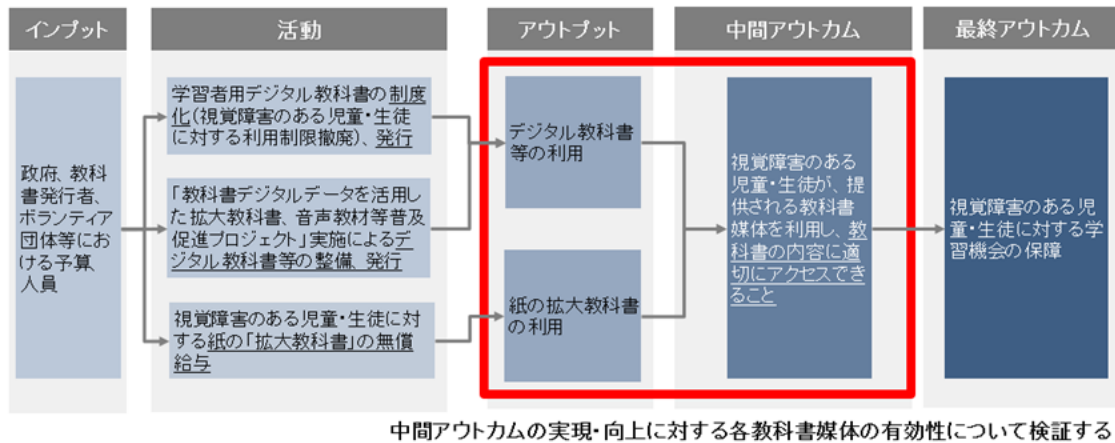 インプット
活動
アウトプット
中間アウトカム
最終アウトカム
政府、教科
書発行者、
ボランティア
団体等にお
ける予算、
人員
学習者用デジタル教科書の制度
化(視覚障害のある児童・生徒
に対する利用制限撤廃)、発行
「教科書デジタルデータを活用し
た拡大教科書、音声教材等普及
促進プロジェクト」実施によるデ
ジタル教科書等の整備、発行
視覚障害のある児童・生徒に対
する紙の「拡大教科書」の無償
給与
デジタル教科書
等の利用
紙の拡大教科書
の利用
視覚障害のある
児童・生徒が、提
供される教科書
媒体を利用し、教
科書の内容に適
切にアクセスでき
ること
視覚障害のある児
童・生徒に対する学
習機会の保障
中間アウトカムの実現・向上に対する各教科書媒体の有効性について検証する